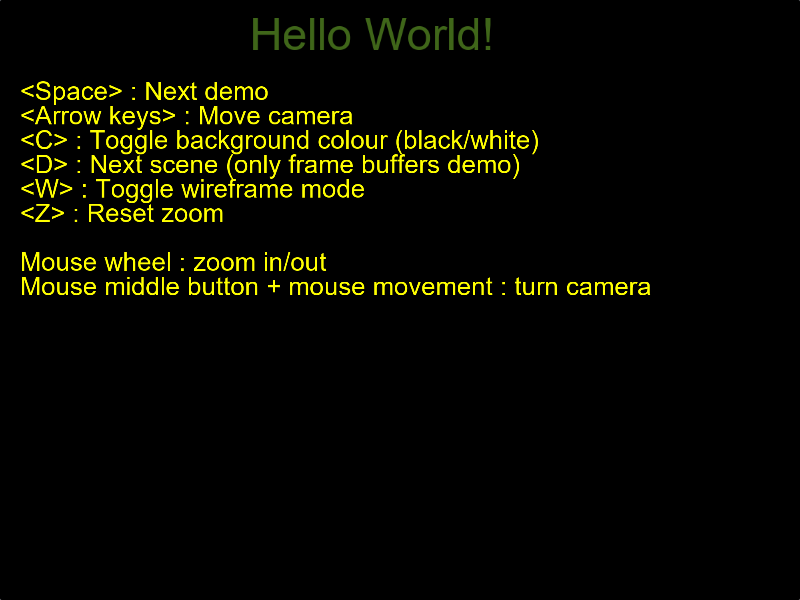 Hello World!
<Space> : Next demo
<Arrow keys> : Move camera
<C> : Toggle background colour (black/white)
<D> : Next scene (only frame buffers demo)
<W> : Toggle wireframe mode
<Z> : Reset zoom
Mouse wheel : zoom in/out
Mouse middle button + mouse movement : turn camera